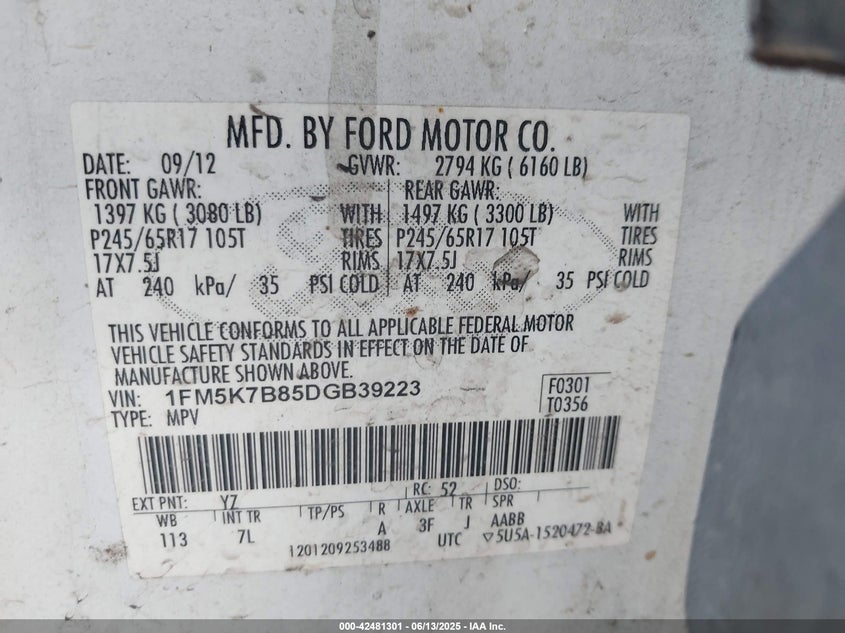 MFD. BY FORD MOTOR CO.
DATE: 09/12 GVWR: 2794 KG ( 6160 LB)
FRONT GAWR: REAR GAWR:
1397 KG ( 3080 LB) WITH 1497 KG ( 3300 LB) WITH
P245/65R17 105T TIRES P245/65R17 105T TIRES
17X7.5J RIMS 17X7.5J RIMS
AT 240 kPa/ 35 PSI COLD AT 240 kPa/ 35 PSI COLD
THIS VEHICLE CONFORMS TO ALL APPLICABLE FEDERAL MOTOR
VEHICLE SAFETY STANDARDS IN EFFECT ON THE DATE OF
MANUFACTURE SHOWN ABOVE.
VIN: 1FM5K7B85DGB39223 F0301
TYPE: MPV T0356
EXT PNT: YZ RC: 52 DSO:
WB INT TR TP/PS R AXLE TR SPR
113 7L A 3F J AABB
1201209253488 UTC ▽5U5A-1520472-BA
000-42481301 - 06/13/2025 - IAA Inc.